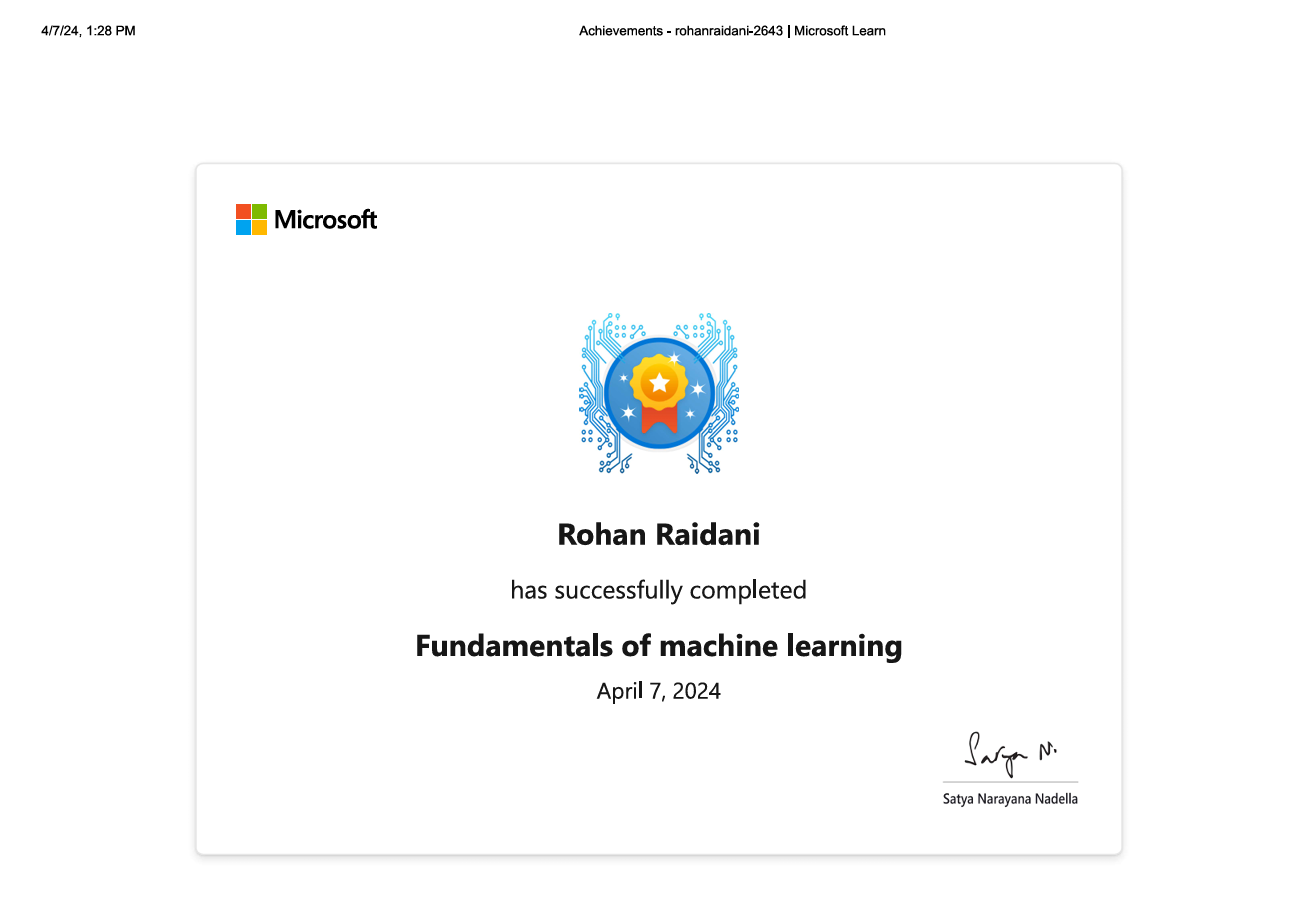 4/7/24, 1:28 PM
Achievements - rohanraidani-2643 | Microsoft Learn
Microsoft
Rohan Raidani
has successfully completed
Fundamentals of machine learning
April 7, 2024
Satya N.
Satya Narayana Nadella